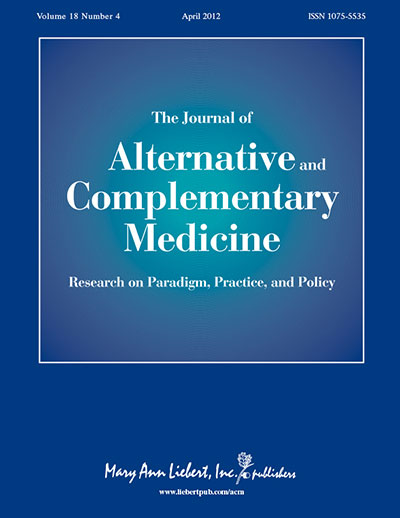 Volume 18 Number 4 April 2012 ISSN 1075-5535
The Journal of
Alternative and
Complementary
Medicine
Research on Paradigm, Practice, and Policy
Mary Ann Liebert, Inc. publishers
www.liebertpub.com/acm